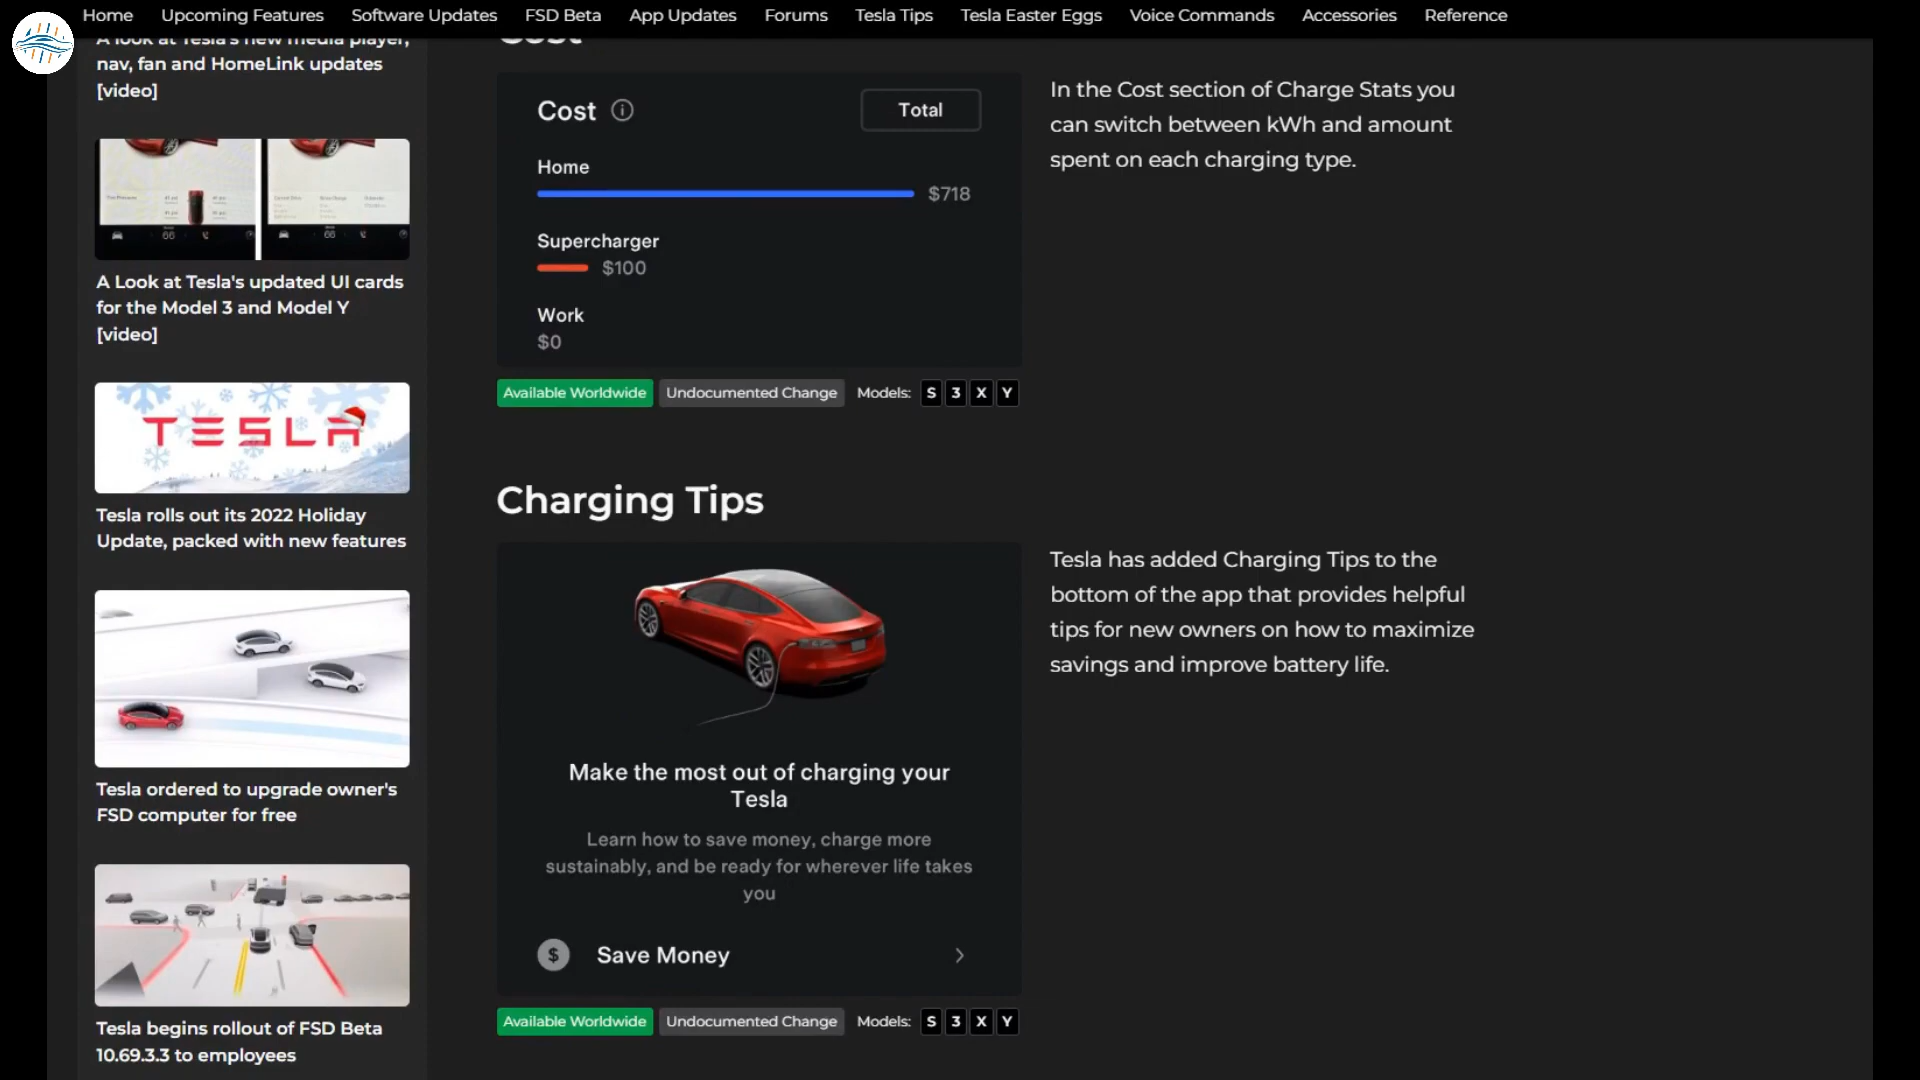 Home Upcoming Features Software Updates FSD Beta App Updates Forums Tesla Tips Tesla Easter Eggs Voice Commands Accessories Reference
A look at Tesla's new media player,
nav, fan and HomeLink updates
[video]
A Look at Tesla's updated UI cards
for the Model 3 and Model Y
[video]
TESLA
Tesla rolls out its 2022 Holiday
Update, packed with new features
Tesla ordered to upgrade owner's
FSD computer for free
Tesla begins rollout of FSD Beta
10.69.3.3 to employees
Cost
Cost
Total
Home
$718
Supercharger
$100
Work
$0
In the Cost section of Charge Stats you
can switch between kWh and amount
spent on each charging type.
Available Worldwide Undocumented Change Models: S 3 X Y
Charging Tips
Make the most out of charging your
Tesla
Learn how to save money, charge more
sustainably, and be ready for wherever life takes
you
$ Save Money
Tesla has added Charging Tips to the
bottom of the app that provides helpful
tips for new owners on how to maximize
savings and improve battery life.
Available Worldwide Undocumented Change Models: S 3 X Y